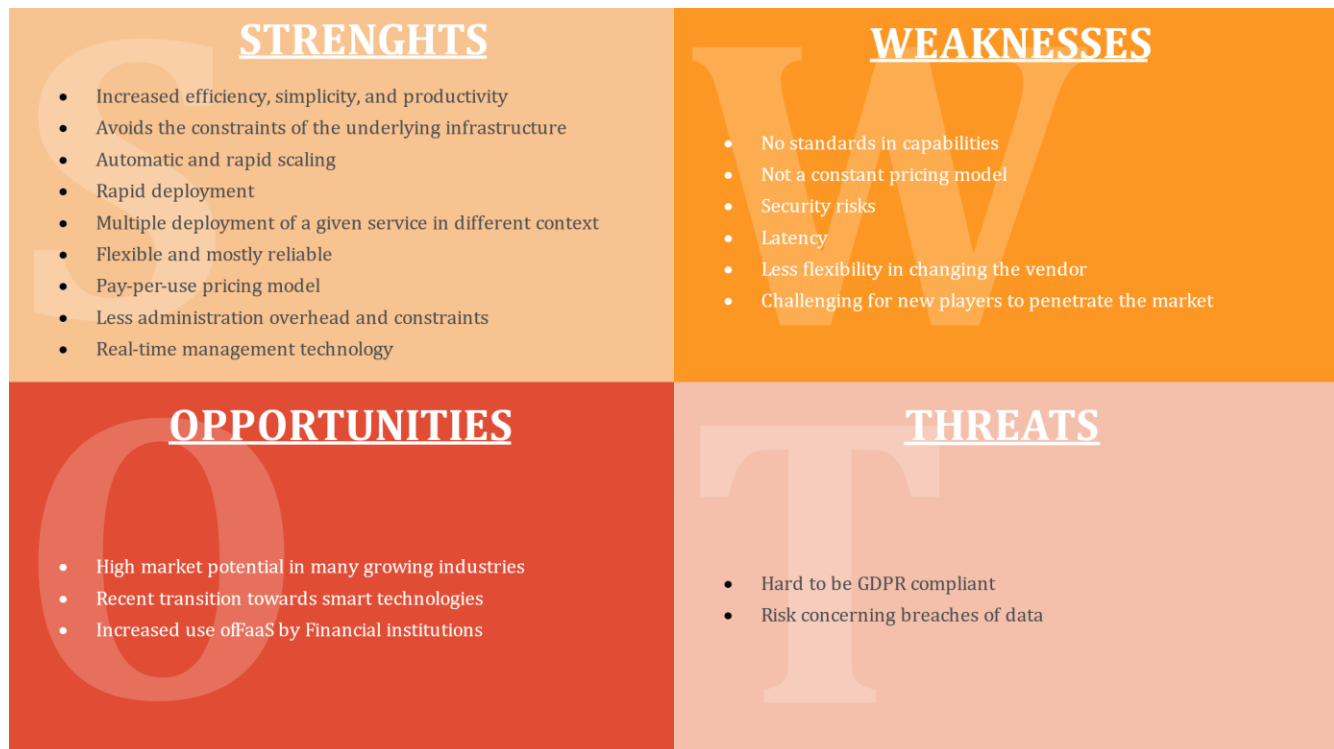 STRENGHTS
Increased efficiency, simplicity, and productivity
Avoids the constraints of the underlying infrastructure
Automatic and rapid scaling
Rapid deployment
Multiple deployment of a given service in different context
Flexible and mostly reliable
Pay-per-use pricing model
Less administration overhead and constraints
Real-time management technology
S
WEAKNESSES
No standards in capabilities
Not a constant pricing model
Security risks
Latency
Less flexibility in changing the vendor
Challenging for new players to penetrate the market
W
OPPORTUNITIES
High market potential in many growing industries
Recent transition towards smart technologies
Increased use ofFaaS by Financial institutions
O
THREATS
Hard to be GDPR compliant
Risk concerning breaches of data
T